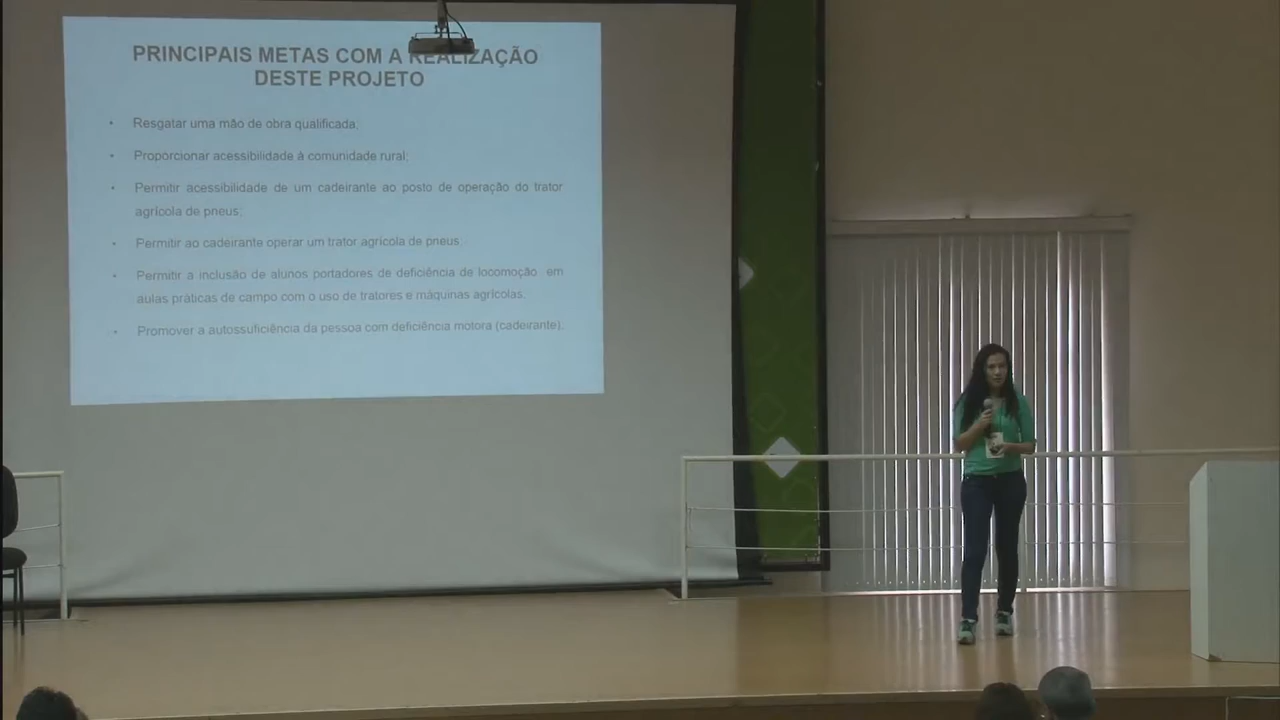 PRINCIPAIS METAS COM A REALIZAÇÃO
DESTE PROJETO
• Resgatar uma mão de obra qualificada;
• Proporcionar acessibilidade à comunidade rural;
• Permitir acessibilidade de um cadeirante ao posto de operação do trator
agrícola de pneus;
• Permitir ao cadeirante operar um trator agrícola de pneus;
• Permitir a inclusão de alunos portadores de deficiência de locomoção em
aulas práticas de campo com o uso de tratores e máquinas agrícolas.
• Promover a autossuficiência da pessoa com deficiência motora (cadeirante).